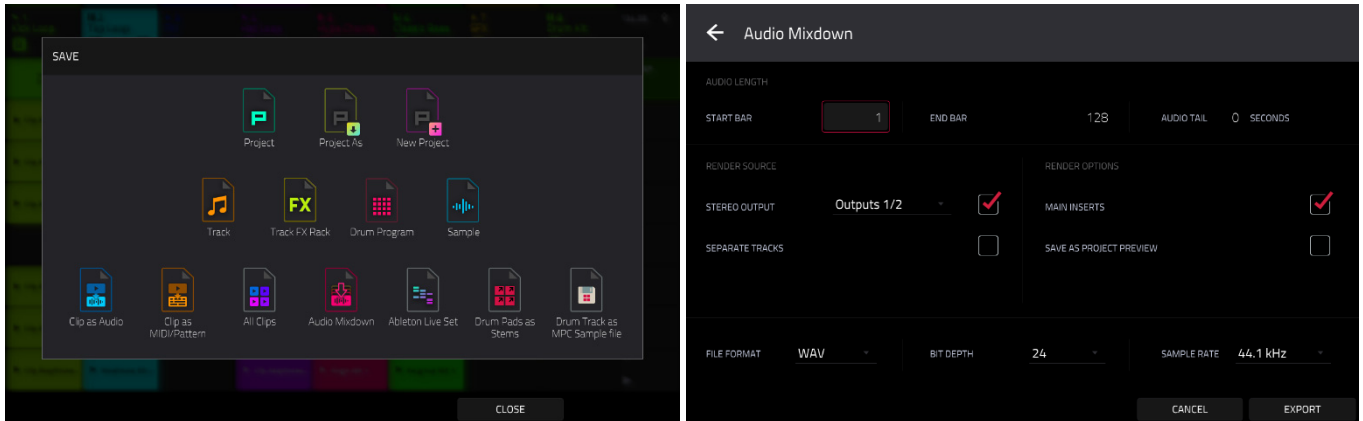 SAVE
Project
Project As
New Project
Track
Track FX Rack
Drum Program
Sample
Clip as Audio
Clip as
MIDI/Pattern
All Clips
Audio Mixdown
Ableton Live Set
Drum Pads as
Stems
Drum Track as
MPC Sample file
CLOSE
Audio Mixdown
AUDIO LENGTH
START BAR 1 END BAR 128 AUDIO TAIL 0 SECONDS
RENDER SOURCE RENDER OPTIONS
STEREO OUTPUT Outputs 1/2 MAIN INSERTS
SEPARATE TRACKS SAVE AS PROJECT PREVIEW
FILE FORMAT WAV BIT DEPTH 24 SAMPLE RATE 44.1 kHz
CANCEL EXPORT